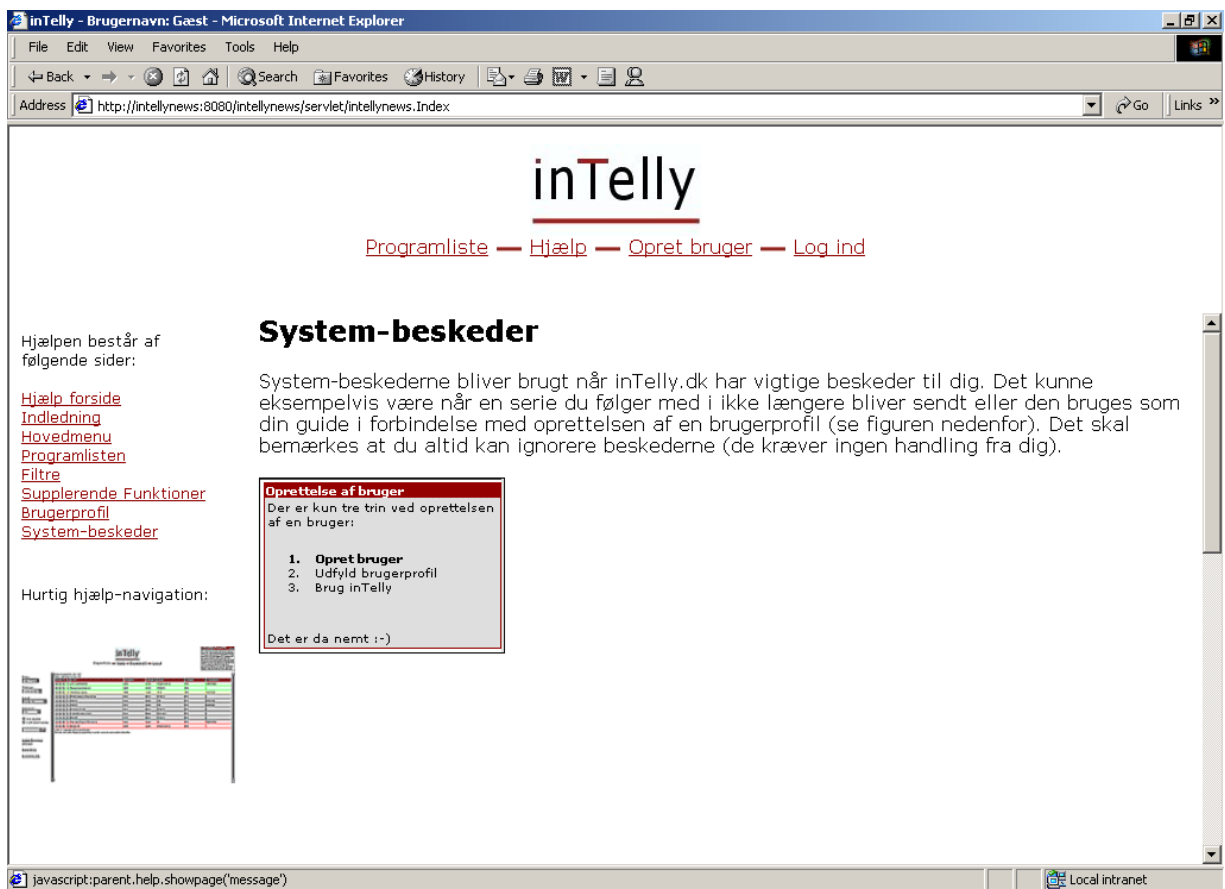 inTelly - Brugernavn: Gæst - Microsoft Internet Explorer
File Edit View Favorites Tools Help
Back Search Favorites History
Address http://intellynews:8080/intellynews/servlet/intellynews.Index Go Links »
inTelly
Programliste — Hjælp — Opret bruger — Log ind
Hjælpen består af
følgende sider:
Hjælp forside
Indledning
Hovedmenu
Programlisten
Filtre
Supplerende Funktioner
Brugerprofil
System-beskeder
Hurtig hjælp-navigation:
inTelly
System-beskeder
System-beskederne bliver brugt når inTelly.dk har vigtige beskeder til dig. Det kunne
eksempelvis være når en serie du følger med i ikke længere bliver sendt eller den bruges som
din guide i forbindelse med oprettelsen af en brugerprofil (se figuren nedenfor). Det skal
bemærkes at du altid kan ignorere beskederne (de kræver ingen handling fra dig).
Oprettelse af bruger
Der er kun tre trin ved oprettelsen
af en bruger:
1. Opret bruger
2. Udfyld brugerprofil
3. Brug inTelly
Det er da nemt :-)
javascript:parent.help.showpage('message')
Local intranet